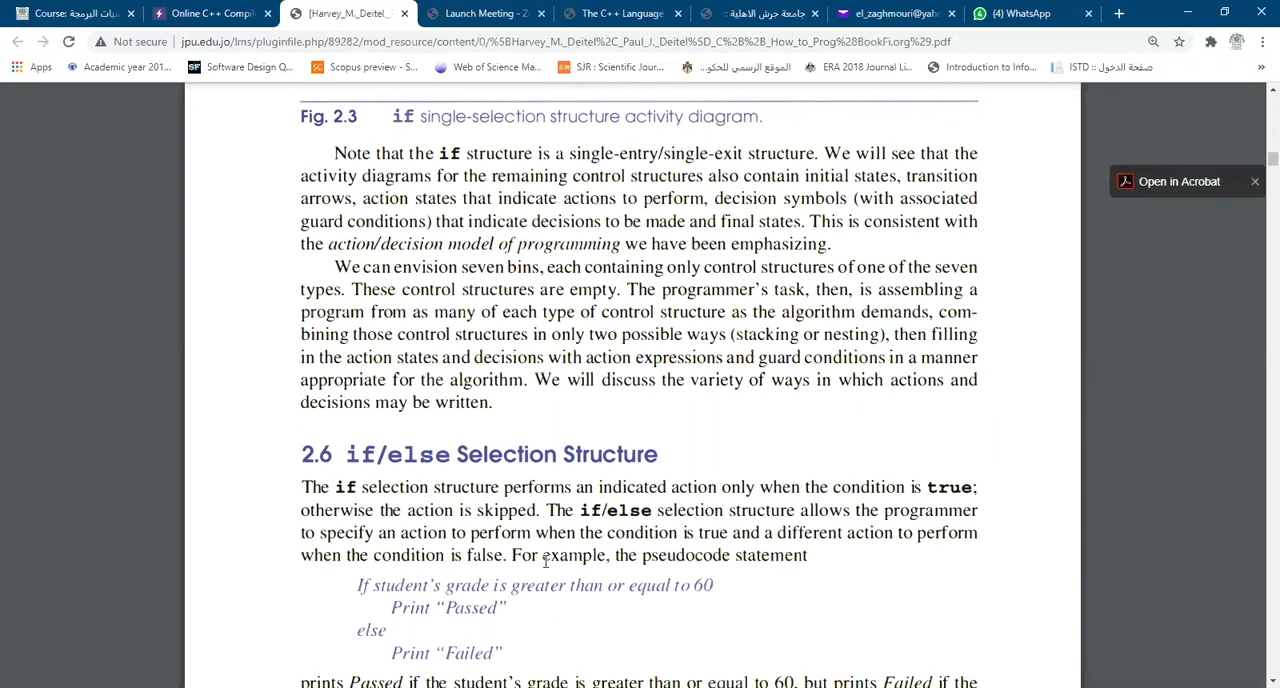 Course: أساسيات البرمجة
Online C++ Compil
[Harvey_M._Deitel_
Launch Meeting - Z
The C++ Language
جامعة جرش الاهلية ::
el_zaghmouri@yah
(4) WhatsApp
Not secure | jpu.edu.jo/lms/pluginfile.php/89282/mod_resource/content/0/%5BHarvey_M._Deitel%2C_Paul_J._Deitel%5D_C%2B%2B_How_to_Prog%28BookFi.org%29.pdf
Apps
Academic year 201...
Software Design Q...
Scopus preview - S...
Web of Science Ma...
SJR : Scientific Jour...
الموقع الرسمي للحكو...
ERA 2018 Journal Li...
Introduction to Info...
ISTD :: صفحة الدخول
»
Fig. 2.3 if single-selection structure activity diagram.
Note that the if structure is a single-entry/single-exit structure. We will see that the
activity diagrams for the remaining control structures also contain initial states, transition
arrows, action states that indicate actions to perform, decision symbols (with associated
guard conditions) that indicate decisions to be made and final states. This is consistent with
the action/decision model of programming we have been emphasizing.
We can envision seven bins, each containing only control structures of one of the seven
types. These control structures are empty. The programmer's task, then, is assembling a
program from as many of each type of control structure as the algorithm demands, com-
bining those control structures in only two possible ways (stacking or nesting), then filling
in the action states and decisions with action expressions and guard conditions in a manner
appropriate for the algorithm. We will discuss the variety of ways in which actions and
decisions may be written.
Open in Acrobat
2.6 if/else Selection Structure
The if selection structure performs an indicated action only when the condition is true;
otherwise the action is skipped. The if/else selection structure allows the programmer
to specify an action to perform when the condition is true and a different action to perform
when the condition is false. For example, the pseudocode statement
If student's grade is greater than or equal to 60
Print “Passed”
else
Print “Failed”
prints Passed if the student's grade is greater than or equal to 60, but prints Failed if the